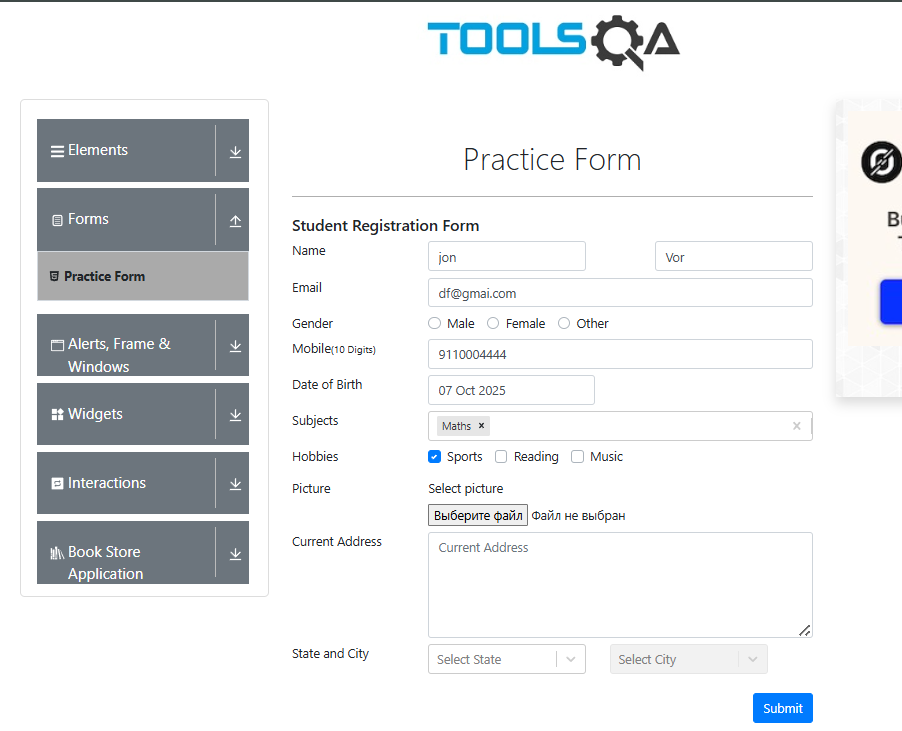 TOOLSQA
Elements
Forms
Practice Form
Alerts, Frame &
Windows
Widgets
Interactions
Book Store
Application
Practice Form
Student Registration Form
Name jon Vor
Email df@gmai.com
Gender Male Female Other
Mobile(10 Digits) 9110004444
Date of Birth 07 Oct 2025
Subjects Maths ×
Hobbies Sports Reading Music
Picture Select picture
Выберите файл Файл не выбран
Current Address Current Address
State and City Select State Select City
Submit